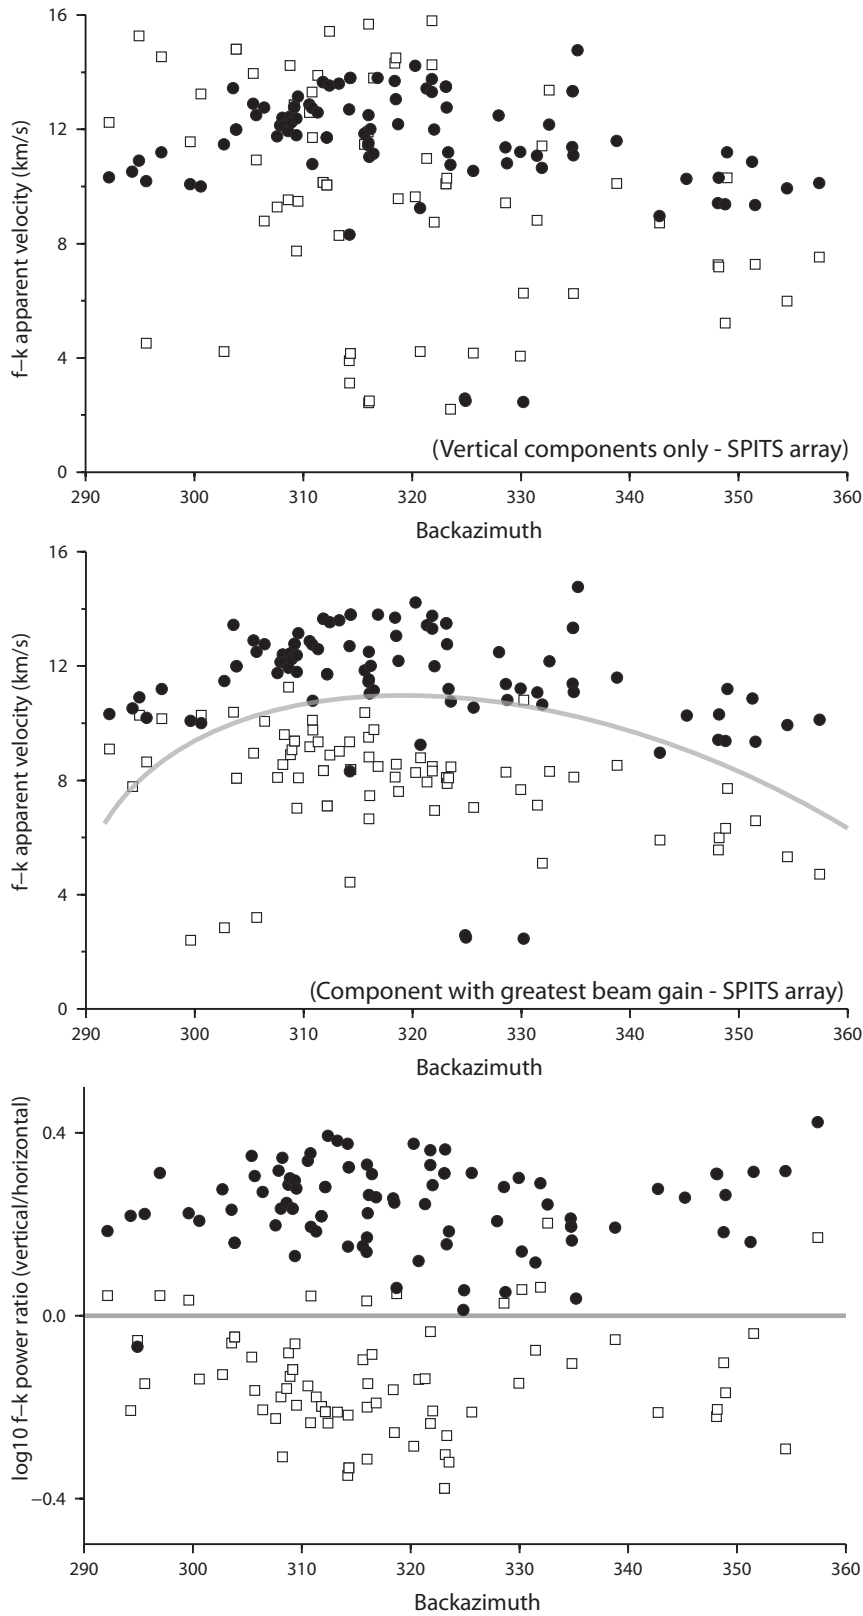 16
12
8
4
0
f–k apparent velocity (km/s)
(Vertical components only - SPITS array)
290 300 310 320 330 340 350 360
Backazimuth
16
12
8
4
0
f–k apparent velocity (km/s)
(Component with greatest beam gain - SPITS array)
290 300 310 320 330 340 350 360
Backazimuth
0.4
0.0
−0.4
log10 f–k power ratio (vertical/horizontal)
290 300 310 320 330 340 350 360
Backazimuth